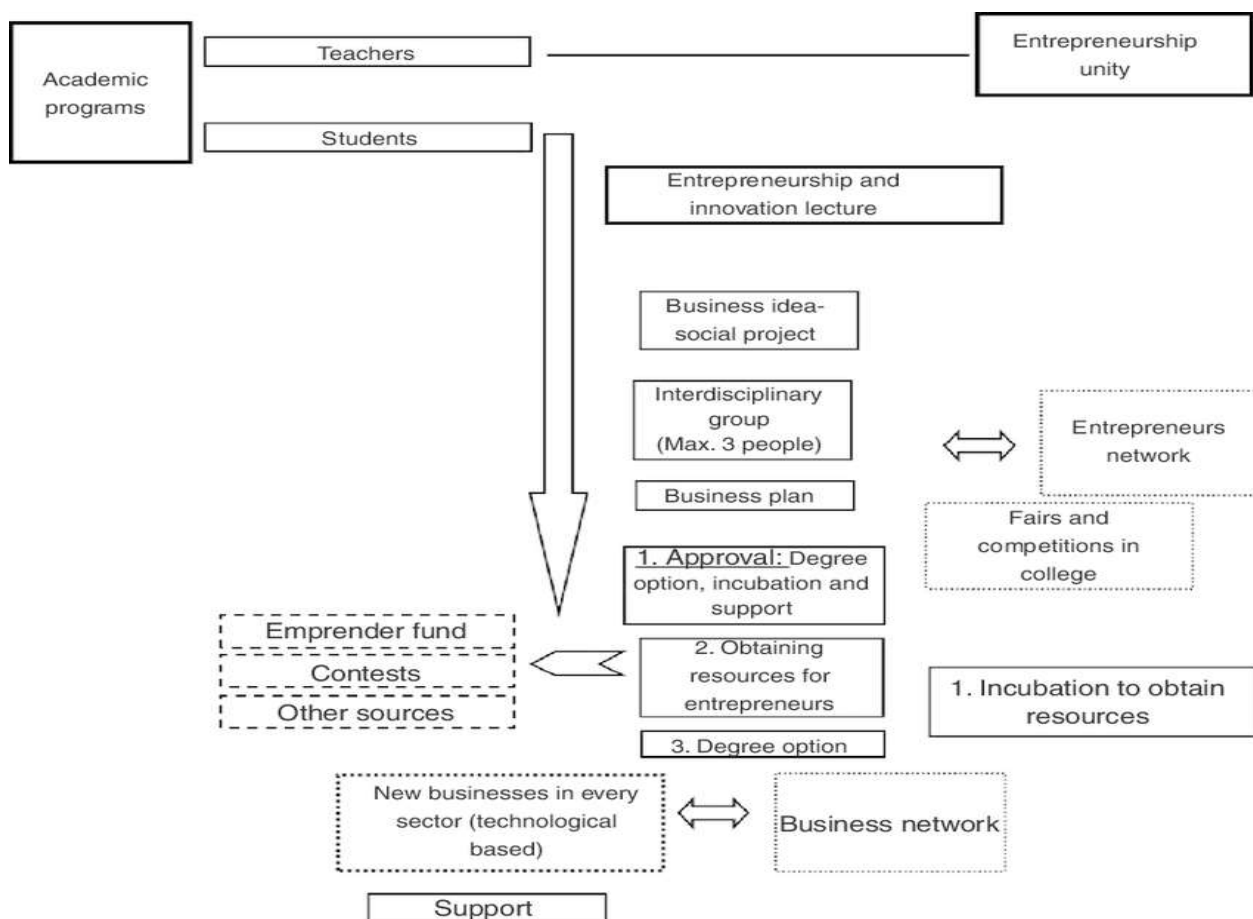 Teachers
Entrepreneurship
unity
Academic
programs
Students
Entrepreneurship and
innovation lecture
Business idea-
social project
Interdisciplinary
group
(Max. 3 people)
Entrepreneurs
network
Business plan
Fairs and
competitions in
college
1. Approval: Degree
option, incubation and
support
Emprender fund
Contests
Other sources
2. Obtaining
resources for
entrepreneurs
1. Incubation to obtain
resources
3. Degree option
New businesses in every
sector (technological
based)
Business network
Support